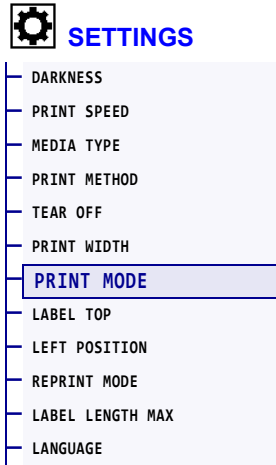 SETTINGS
DARKNESS
PRINT SPEED
MEDIA TYPE
PRINT METHOD
TEAR OFF
PRINT WIDTH
PRINT MODE
LABEL TOP
LEFT POSITION
REPRINT MODE
LABEL LENGTH MAX
LANGUAGE